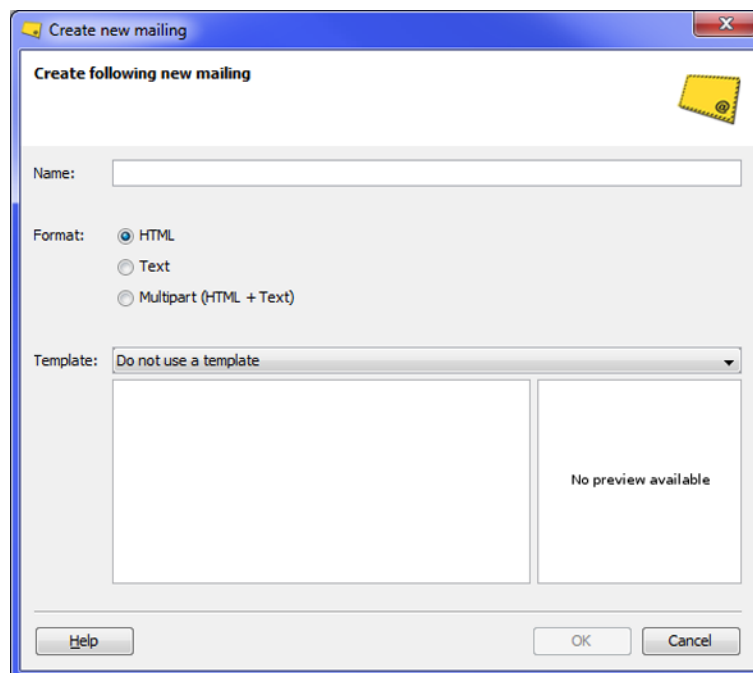 Create new mailing
Create following new mailing
@
Name:
Format:
HTML
Text
Multipart (HTML + Text)
Template:
Do not use a template
No preview available
Help
OK
Cancel